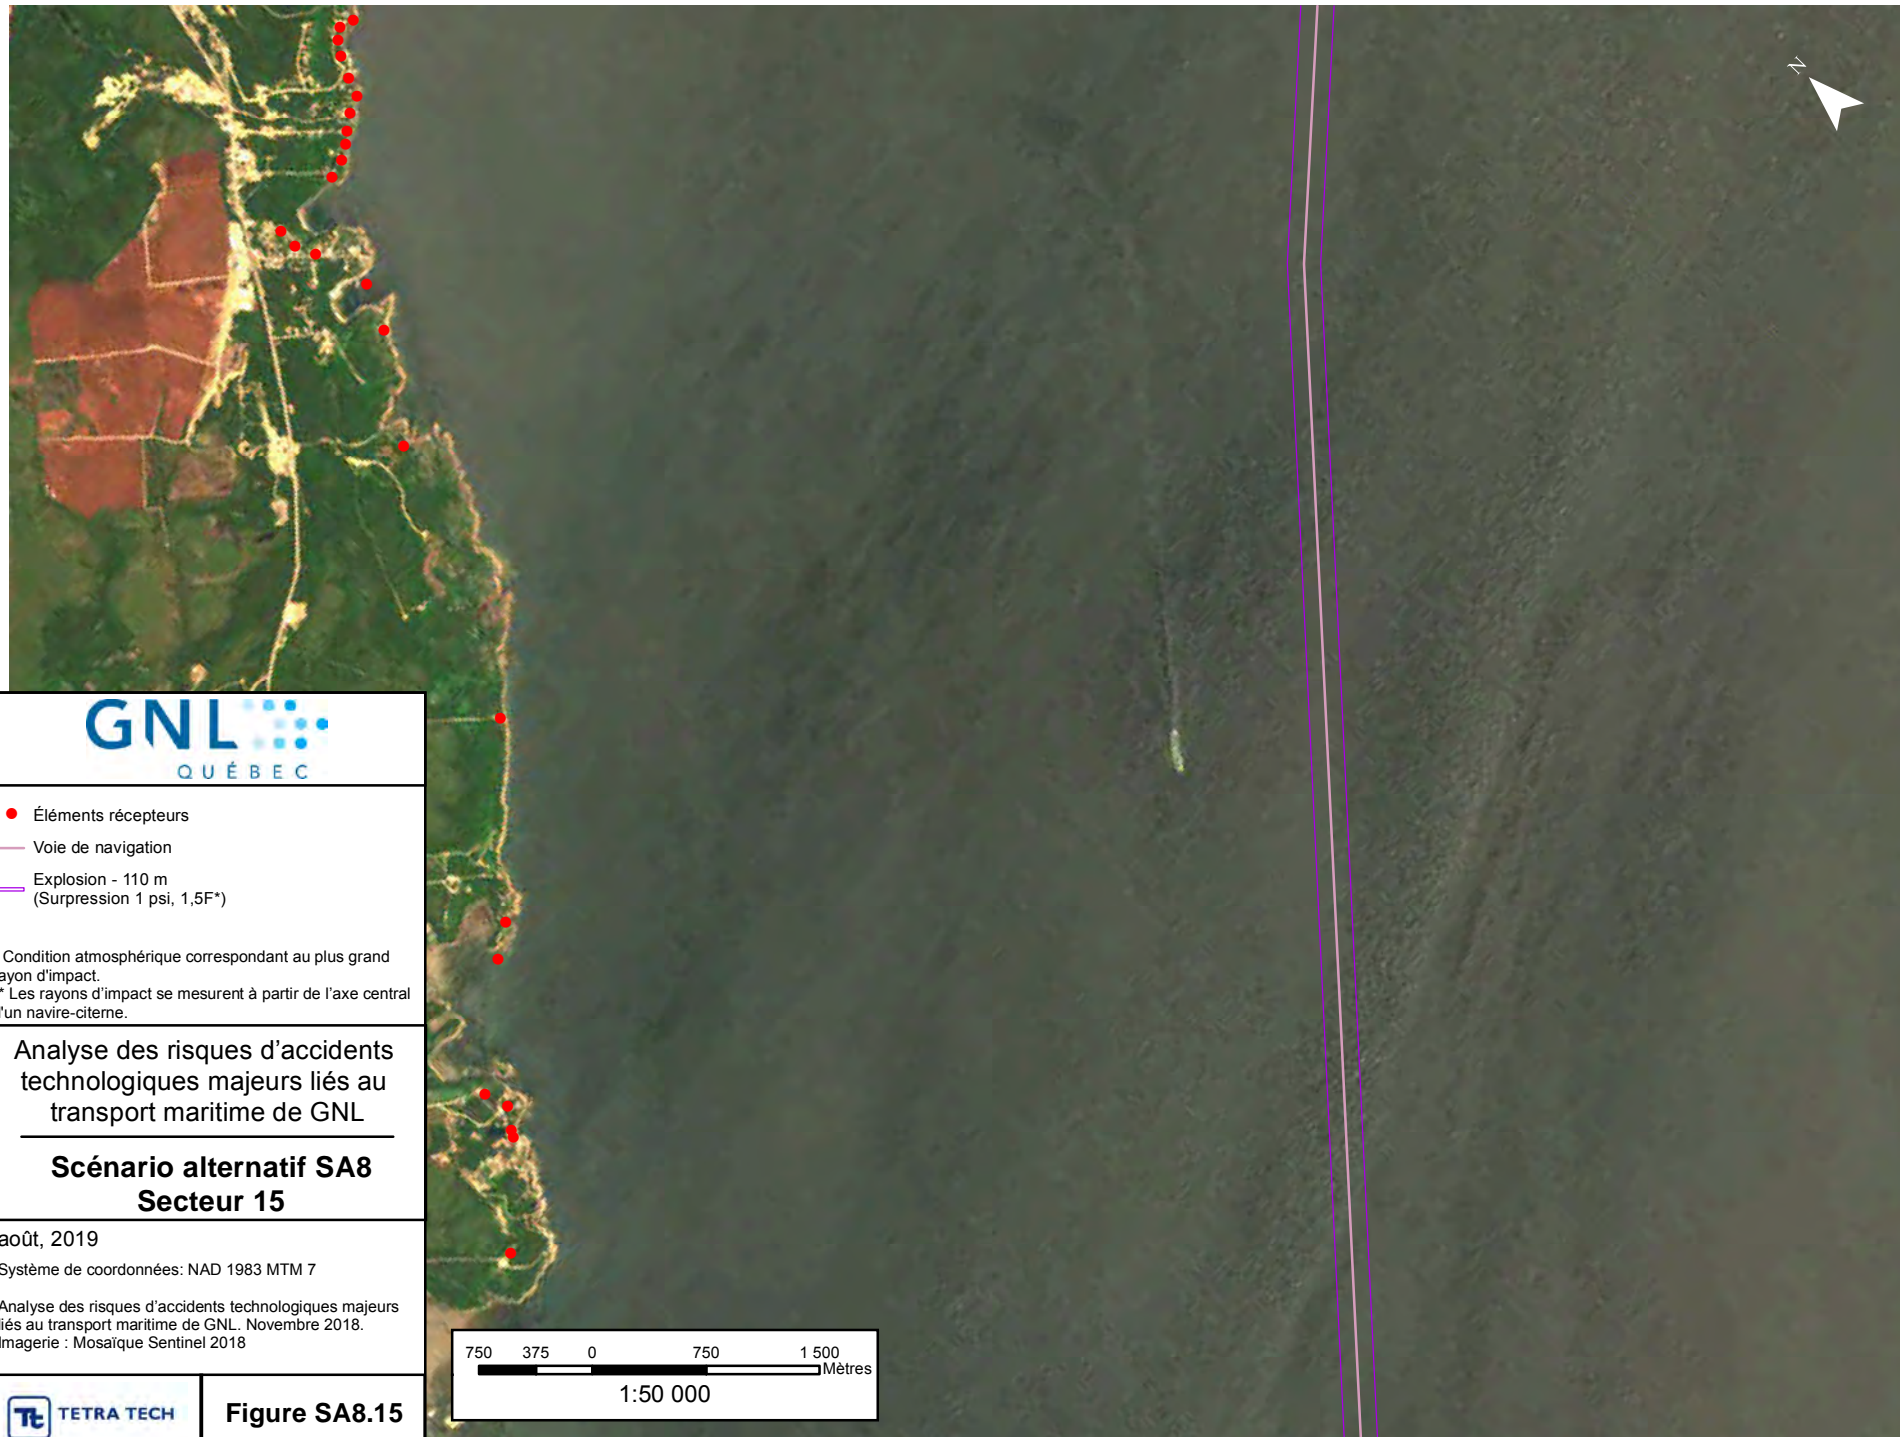 N
GNL
QUÉBEC
Éléments récepteurs
Voie de navigation
Explosion - 110 m
(Surpression 1 psi, 1,5F*)
Condition atmosphérique correspondant au plus grand
ayon d'impact.
* Les rayons d'impact se mesurent à partir de l'axe central
'un navire-citerne.
Analyse des risques d'accidents
technologiques majeurs liés au
transport maritime de GNL
Scénario alternatif SA8
Secteur 15
août, 2019
Système de coordonnées: NAD 1983 MTM 7
Analyse des risques d'accidents technologiques majeurs
liés au transport maritime de GNL. Novembre 2018.
Imagerie : Mosaïque Sentinel 2018
Tt TETRA TECH
Figure SA8.15
750 375 0 750 1 500
Mètres
1:50 000